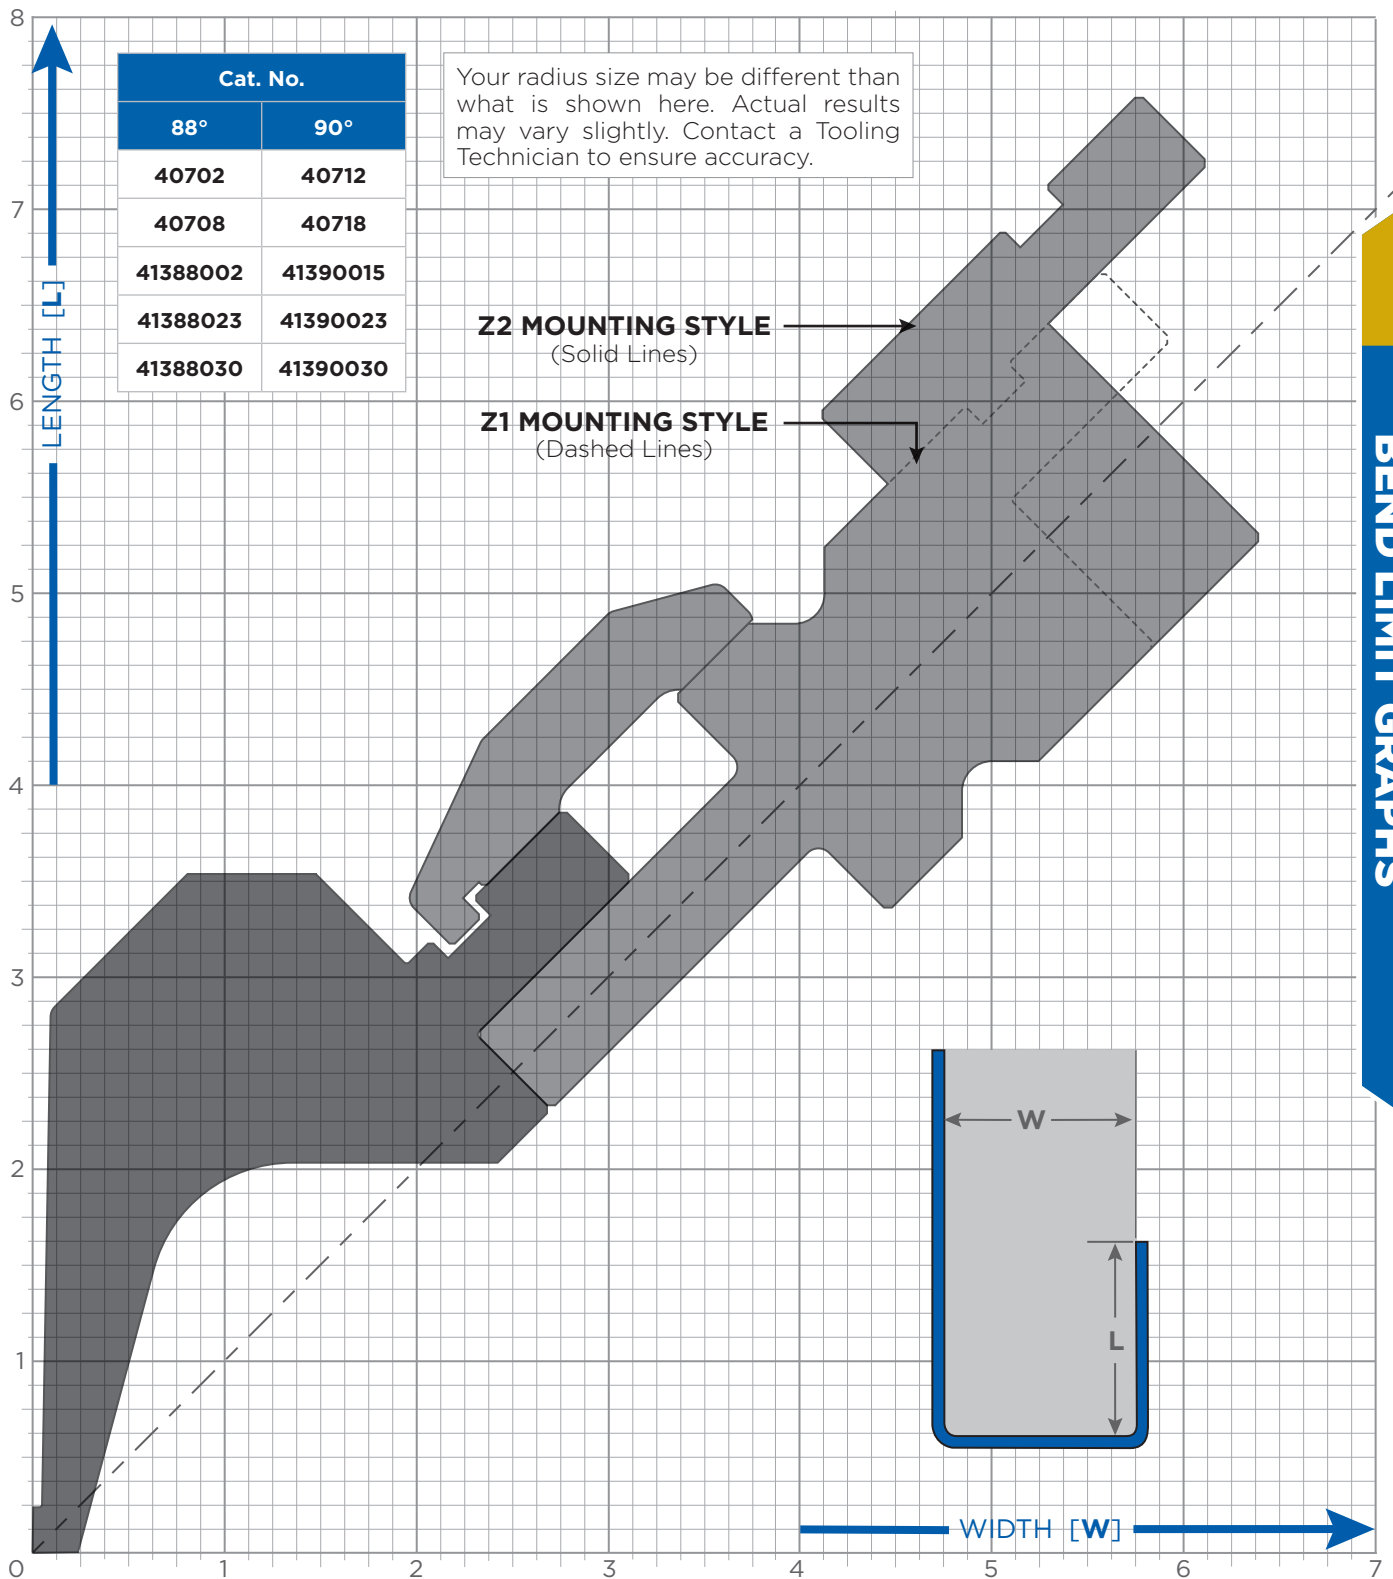 8
7
6
5
4
3
2
1
0
1
2
3
4
5
6
7
LENGTH [L]
Cat. No.
88° 90°
40702 40712
40708 40718
41388002 41390015
41388023 41390023
41388030 41390030
Your radius size may be different than
what is shown here. Actual results
may vary slightly. Contact a Tooling
Technician to ensure accuracy.
Z2 MOUNTING STYLE
(Solid Lines)
Z1 MOUNTING STYLE
(Dashed Lines)
BEND LIMIT GRAPHS
W
L
WIDTH [W]